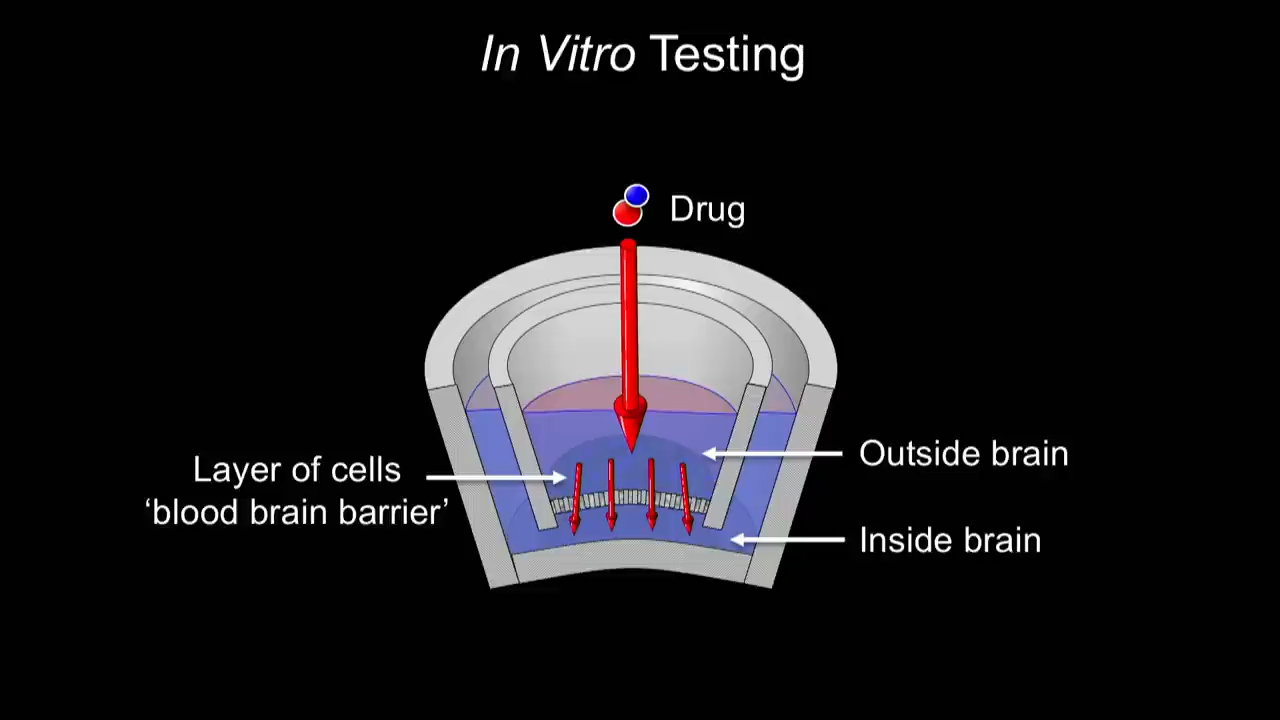 In Vitro Testing
Drug
Outside brain
Layer of cells
‘blood brain barrier’
Inside brain